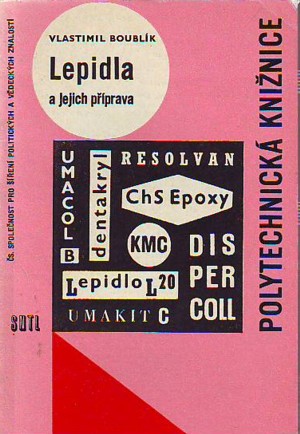 VLASTIMIL BOUBLÍK
Lepidla
a jejich příprava
ČS. SPOLEČNOST PRO ŠÍŘENÍ POLITICKÝCH A VĚDECKÝCH ZNALOSTÍ
POLYTECHNICKÁ KNIŽNICE
UMACOL B
dentakryl
RESOLVAN
ChS Epoxy
KMC
DIS
PER
COLL
Lepidlo L20
UMAKIT C
SNTL